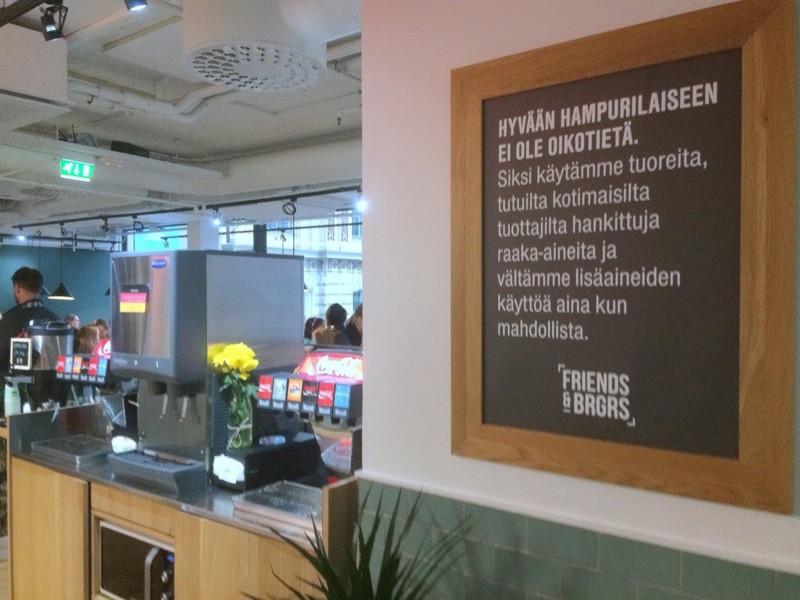 HYVÄÄN HAMPURILAISEEN
EI OLE OIKOTIETÄ.
Siksi käytämme tuoreita,
tutuilta kotimaisilta
tuottajilta hankittuja
raaka-aineita ja
vältämme lisäaineiden
käyttöä aina kun
mahdollista.
FRIENDS
& BRGRS